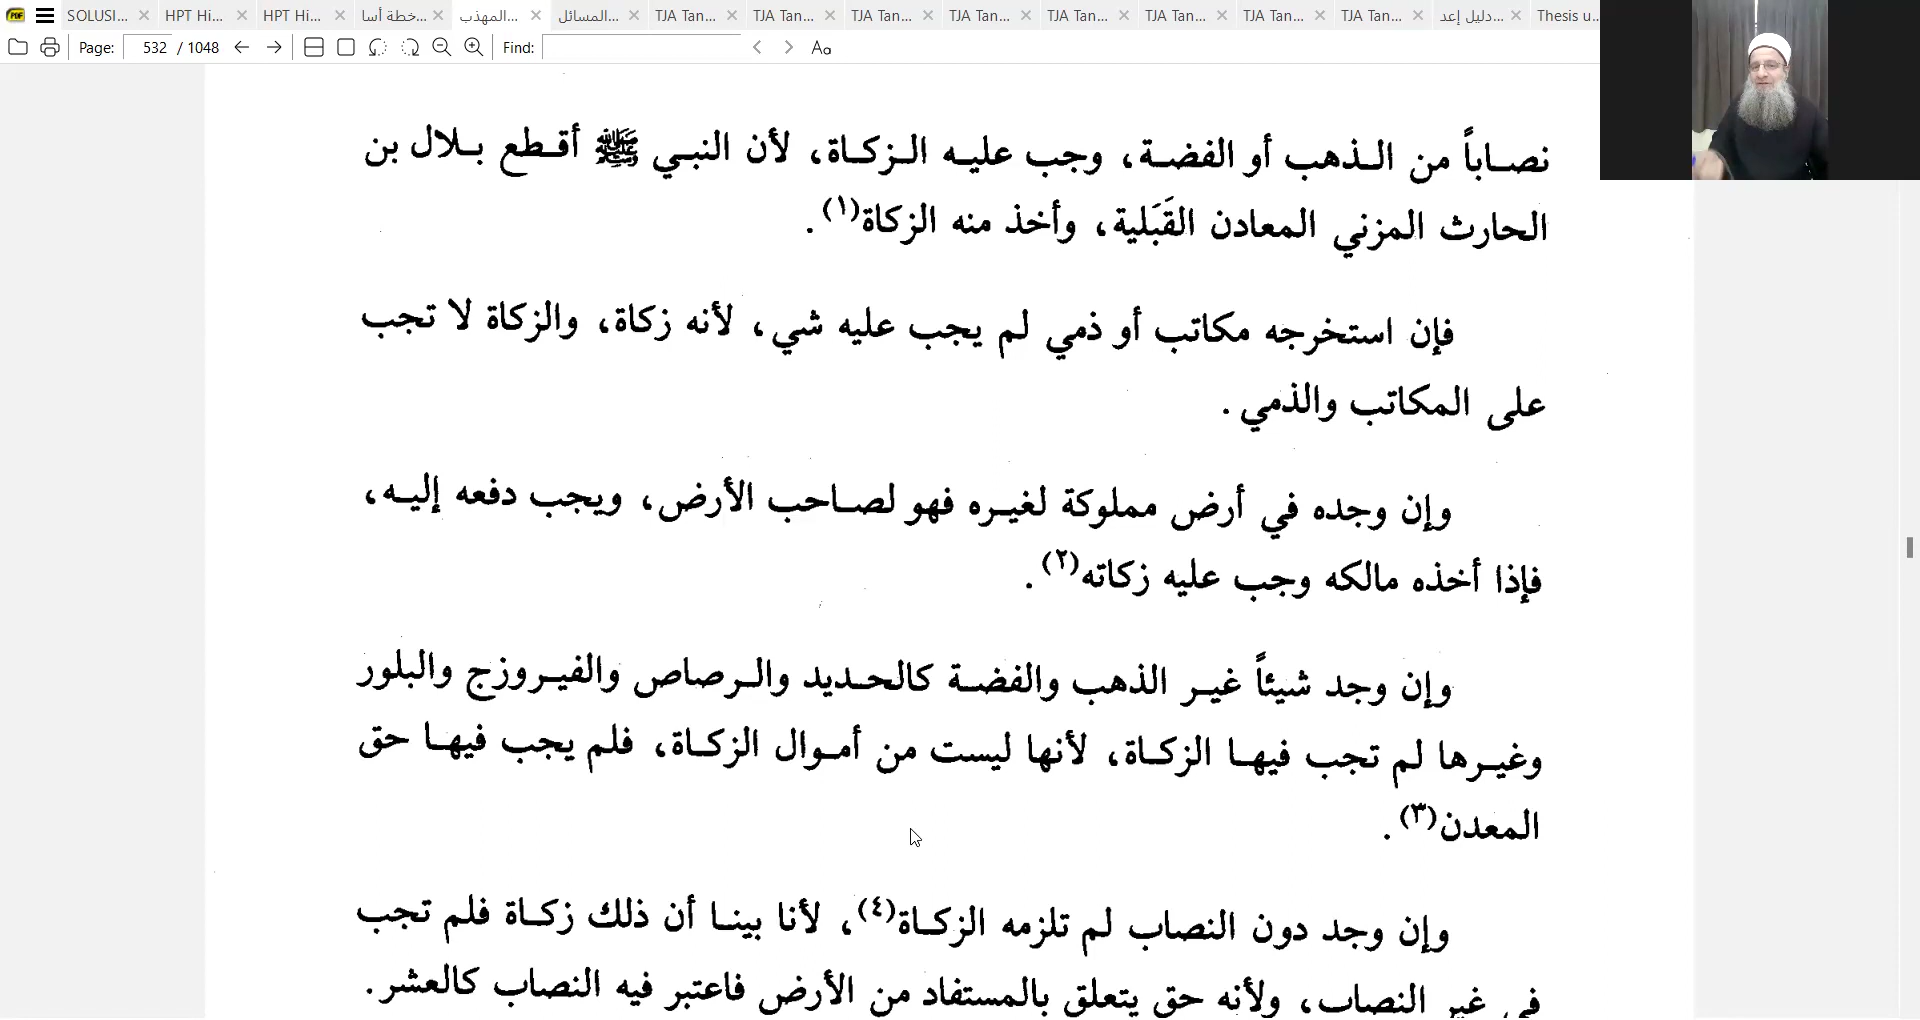 SOLUSI... HPT Hi... HPT Hi... خطة أسا... المهذب... المسائل... TJA Tan... TJA Tan... TJA Tan... TJA Tan... TJA Tan... TJA Tan... TJA Tan... TJA Tan... دليل إعد... Thesis u...
Page: 532 / 1048 Find: Aa
نصاباً من الذهب أو الفضة، وجب عليه الزكاة، لأن النبي ﷺ أقطع بلال بن
الحارث المزني المعادن القَبَلية، وأخذ منه الزكاة(١).
فإن استخرجه مكاتب أو ذمي لم يجب عليه شي، لأنه زكاة، والزكاة لا تجب
على المكاتب والذمي.
وإن وجده في أرض مملوكة لغيره فهو لصاحب الأرض، ويجب دفعه إليه،
فإذا أخذه مالكه وجب عليه زكاته(٢).
وإن وجد شيئاً غير الذهب والفضة كالحديد والرصاص والفيروزج والبلور
وغيرها لم تجب فيها الزكاة، لأنها ليست من أموال الزكاة، فلم يجب فيها حق
المعدن(٣).
وإن وجد دون النصاب لم تلزمه الزكاة(٤)، لأنا بينا أن ذلك زكاة فلم تجب
في غير النصاب، ولأنه حق يتعلق بالمستفاد من الأرض فاعتبر فيه النصاب كالعشر.